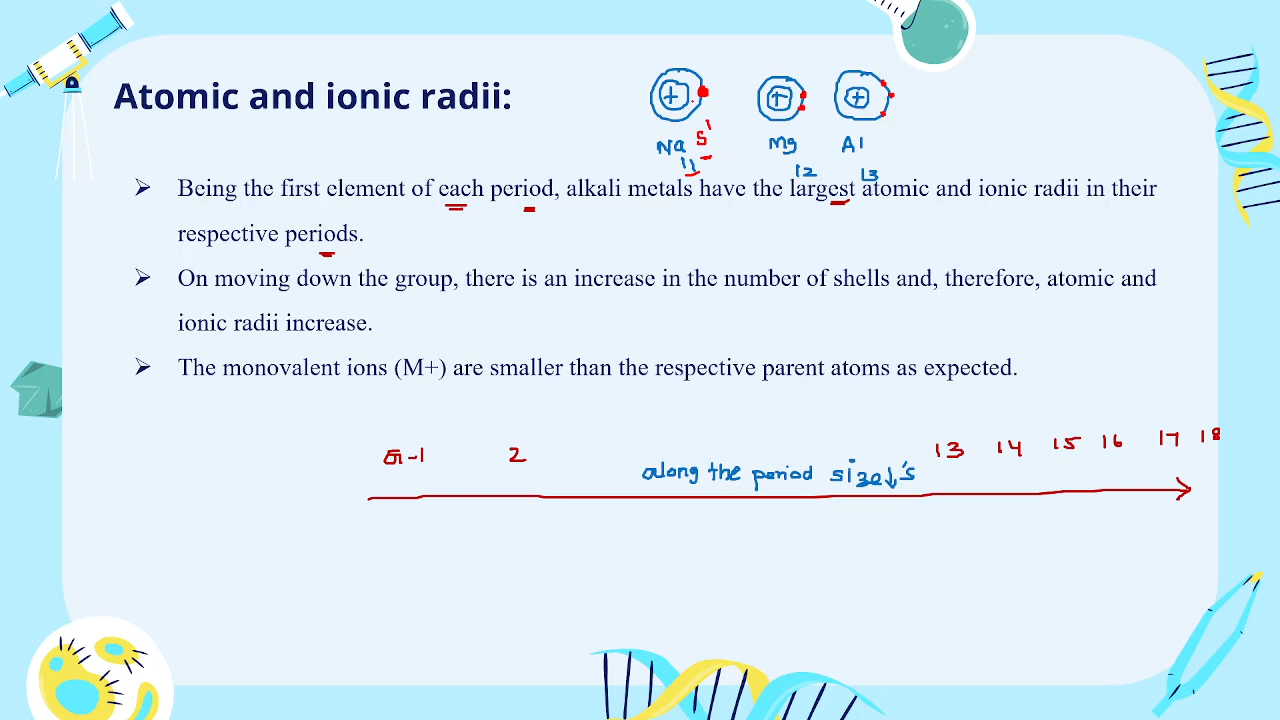 Atomic and ionic radii:
+ + +
Na s¹ Mg Al
11 12 13
➢ Being the first element of each period, alkali metals have the largest atomic and ionic radii in their
respective periods.
➢ On moving down the group, there is an increase in the number of shells and, therefore, atomic and
ionic radii increase.
➢ The monovalent ions (M+) are smaller than the respective parent atoms as expected.
G-1 2 13 14 15 16 17 18
along the period size↓'s